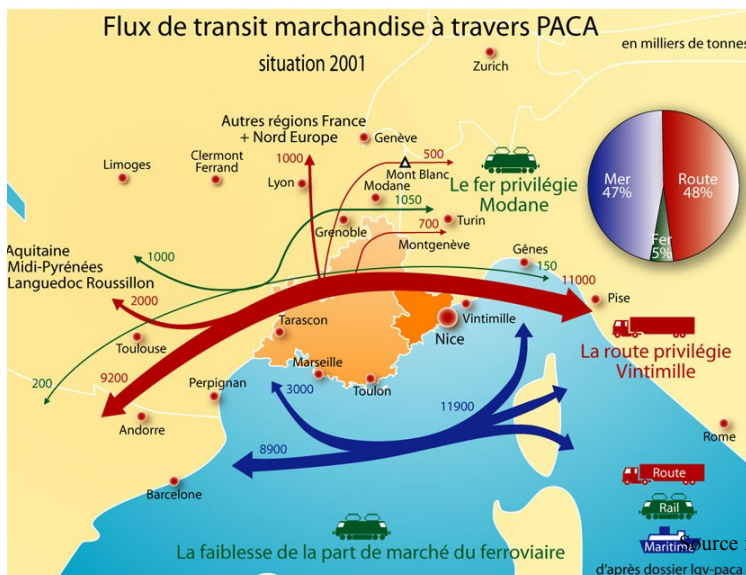 Flux de transit marchandise à travers PACA
situation 2001
en milliers de tonnes
Zurich
Autres régions France
+ Nord Europe
Genève
Limoges
Clermont
Ferrand
Lyon
1000
500
Mont Blanc
Modane
1050
Le fer privilégie
Modane
Mer
47%
Route
48%
Fer
5%
Grenoble
Turin
700
Montgenève
Gênes
1000
Aquitaine
Midi-Pyrénées
Languedoc Roussillon
2000
150
11000
Pise
Vintimille
Tarascon
Nice
Toulouse
La route privilégie
Vintimille
Marseille
Toulon
200
9200
Perpignan
3000
11900
Andorre
Rome
8900
Barcelone
Route
Rail
Maritime
Source
La faiblesse de la part de marché du ferroviaire
d'après dossier lgv-paca